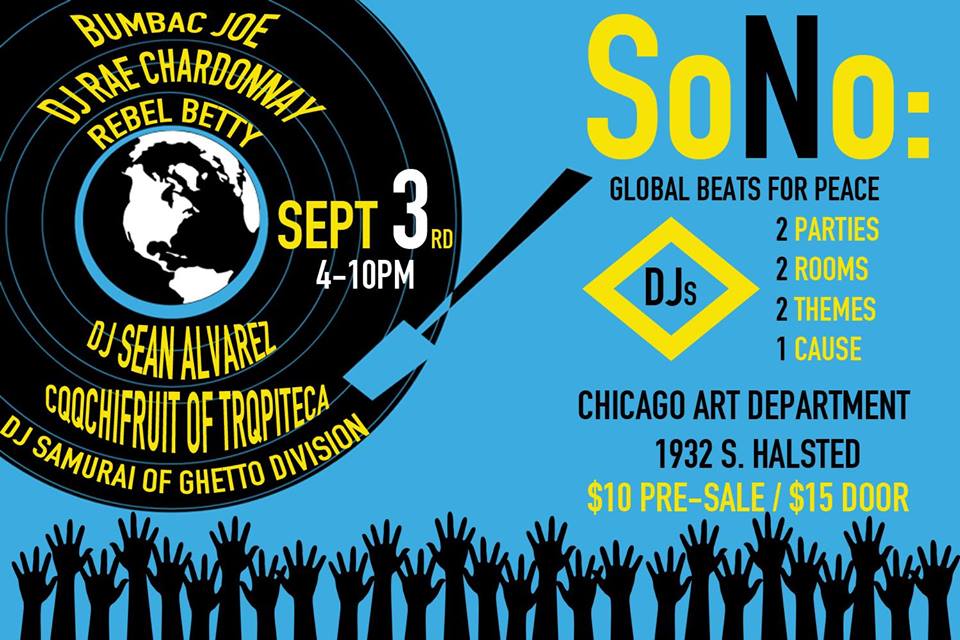 BUMBAC JOE
DJ RAE CHARDONNAY
REBEL BETTY
SEPT 3RD
4-10PM
DJ SEAN ALVAREZ
CQQCHIFRUIT OF TRQPITECA
DJ SAMURAI OF GHETTO DIVISION
SoNo:
GLOBAL BEATS FOR PEACE
DJs
2 PARTIES
2 ROOMS
2 THEMES
1 CAUSE
CHICAGO ART DEPARTMENT
1932 S. HALSTED
$10 PRE-SALE / $15 DOOR